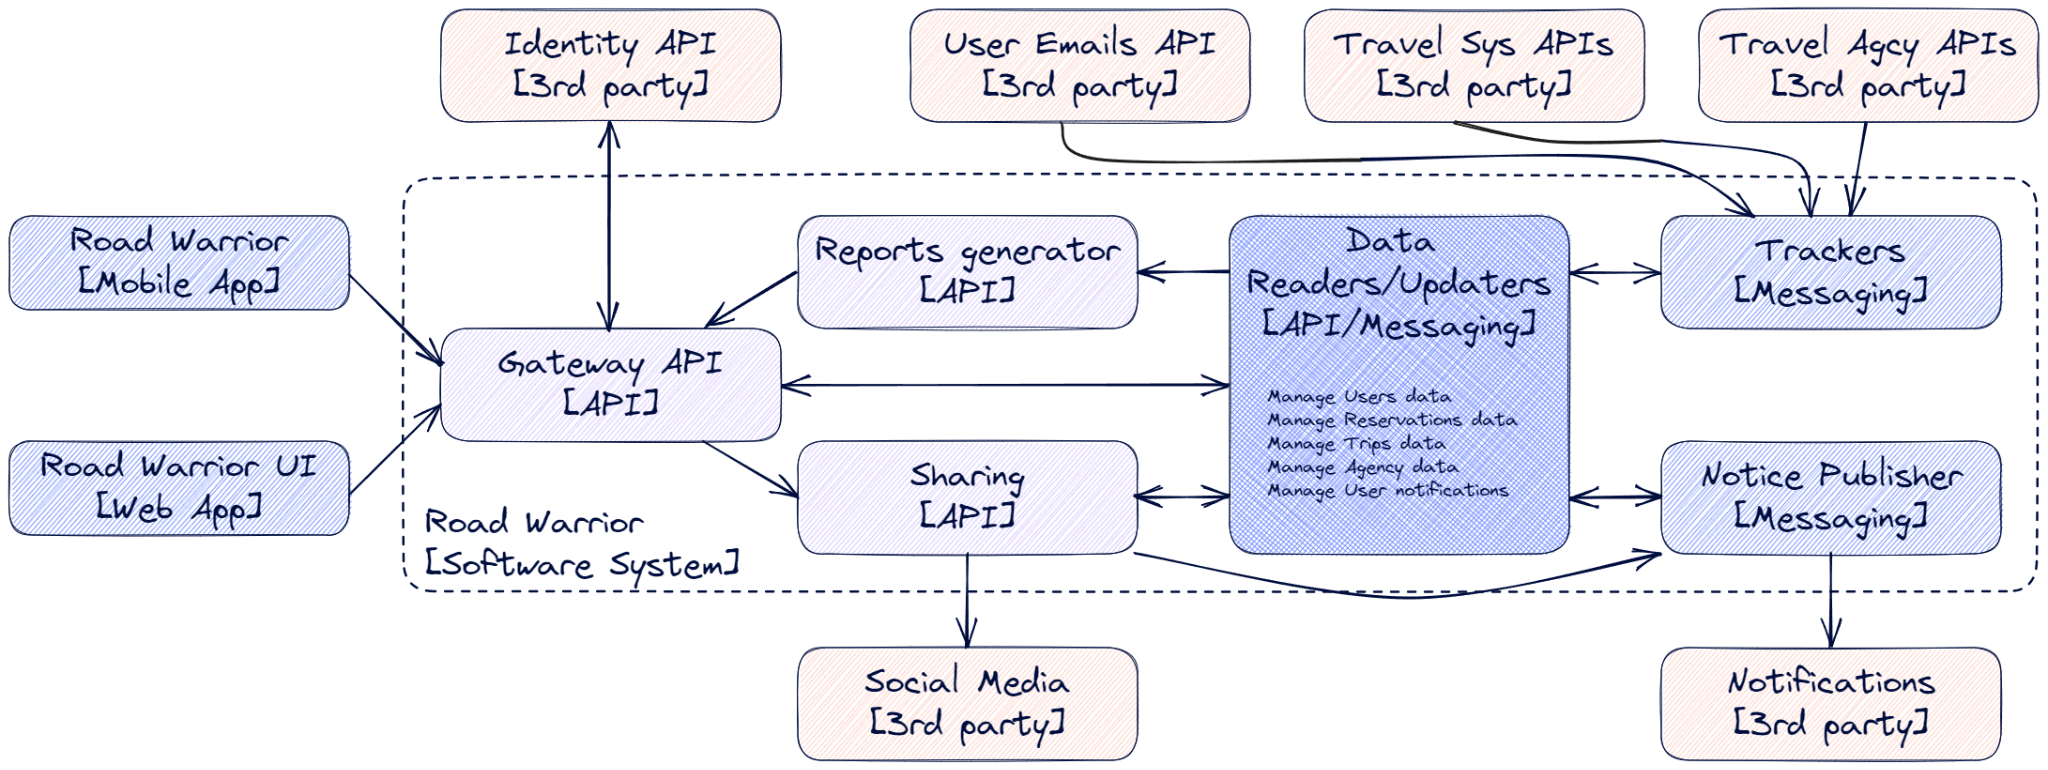 Identity API
[3rd party]
User Emails API
[3rd party]
Travel Sys APIs
[3rd party]
Travel Agcy APIs
[3rd party]
Road Warrior
[Mobile App]
Reports generator
[API]
Data
Readers/Updaters
[API/Messaging]
Manage Users data
Manage Reservations data
Manage Trips data
Manage Agency data
Manage User notifications
Trackers
[Messaging]
Gateway API
[API]
Road Warrior UI
[Web App]
Sharing
[API]
Notice Publisher
[Messaging]
Road Warrior
[Software System]
Social Media
[3rd party]
Notifications
[3rd party]